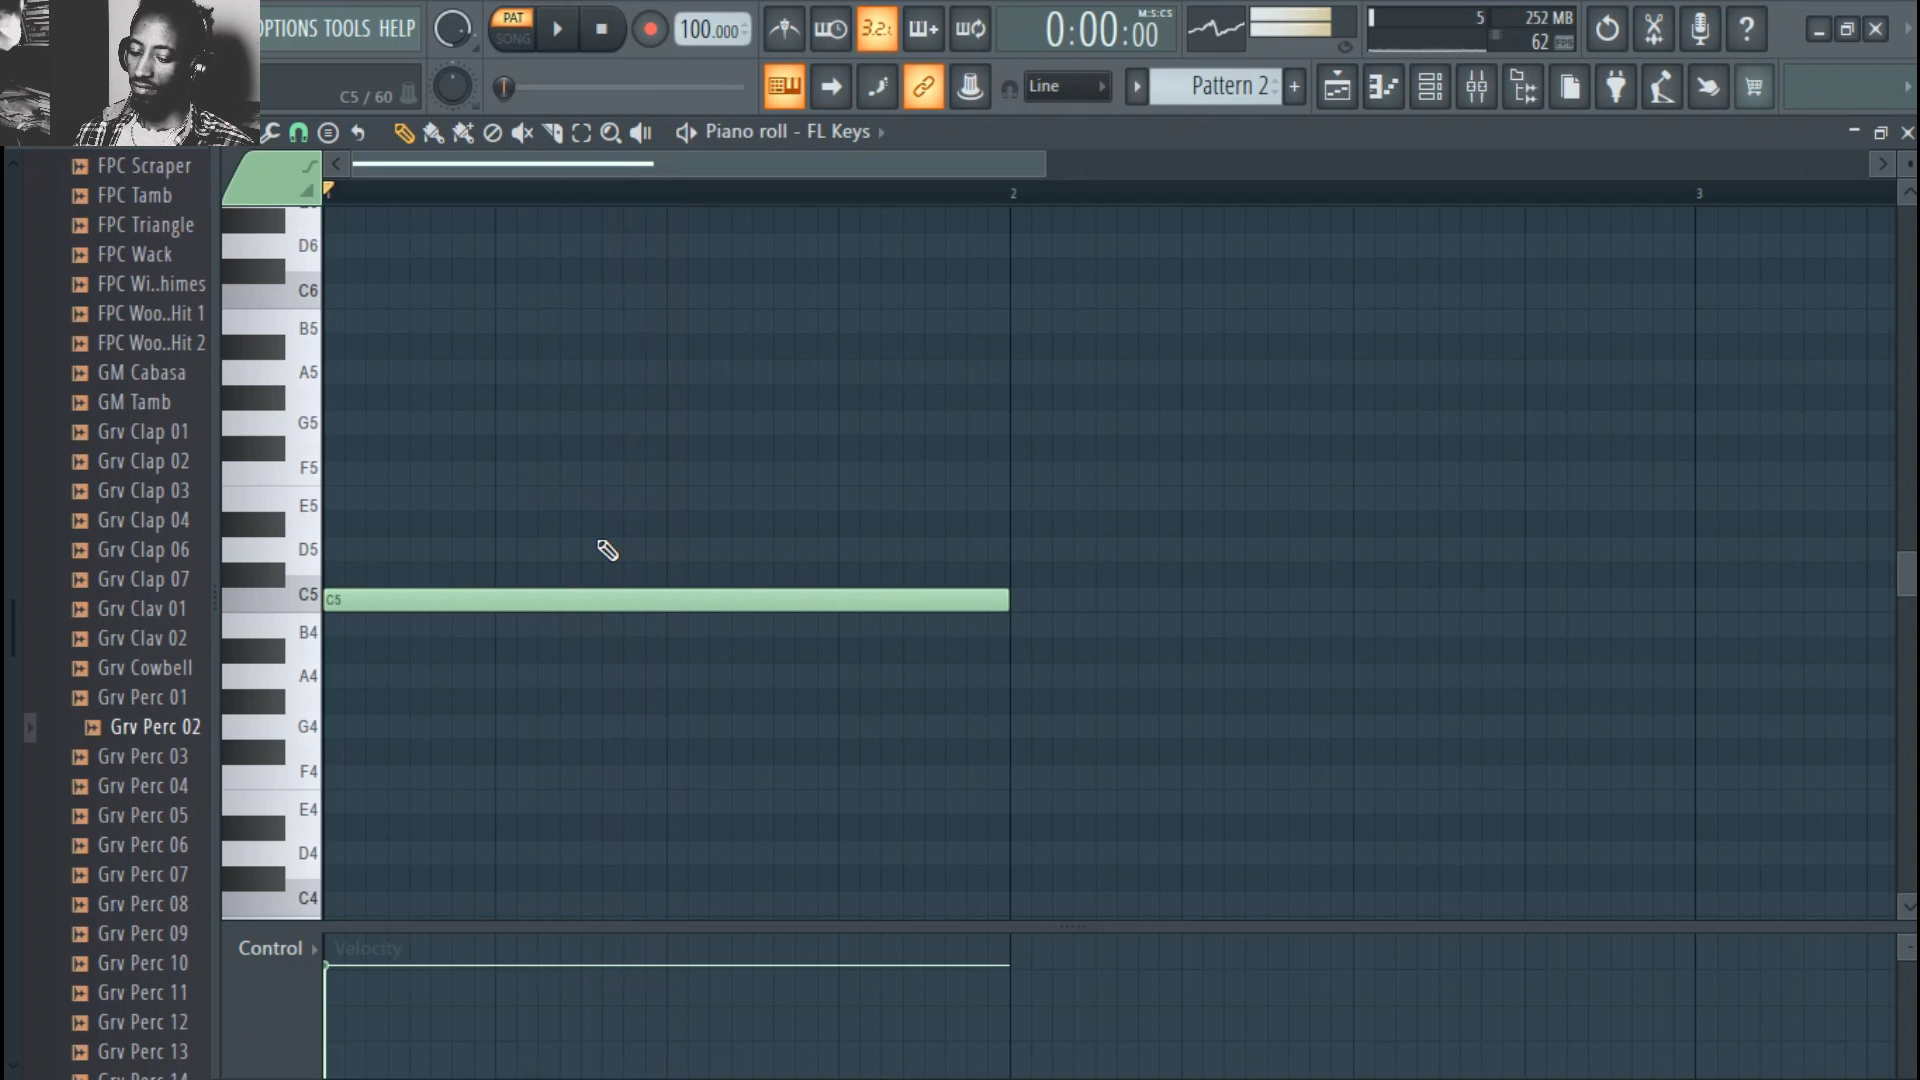 OPTIONS TOOLS HELP
PAT
SONG
100.000
3.2.
0:00:00
M:S:CS
5
252 MB
62
C5 / 60
Line
Pattern 2
Piano roll - FL Keys
FPC Scraper
FPC Tamb
FPC Triangle
FPC Wack
FPC Wi..himes
FPC Woo..Hit 1
FPC Woo..Hit 2
GM Cabasa
GM Tamb
Grv Clap 01
Grv Clap 02
Grv Clap 03
Grv Clap 04
Grv Clap 06
Grv Clap 07
Grv Clav 01
Grv Clav 02
Grv Cowbell
Grv Perc 01
Grv Perc 02
Grv Perc 03
Grv Perc 04
Grv Perc 05
Grv Perc 06
Grv Perc 07
Grv Perc 08
Grv Perc 09
Grv Perc 10
Grv Perc 11
Grv Perc 12
Grv Perc 13
Grv Perc 14
2
3
D6
C6
B5
A5
G5
F5
E5
D5
C5
C5
B4
A4
G4
F4
E4
D4
C4
Control
Velocity